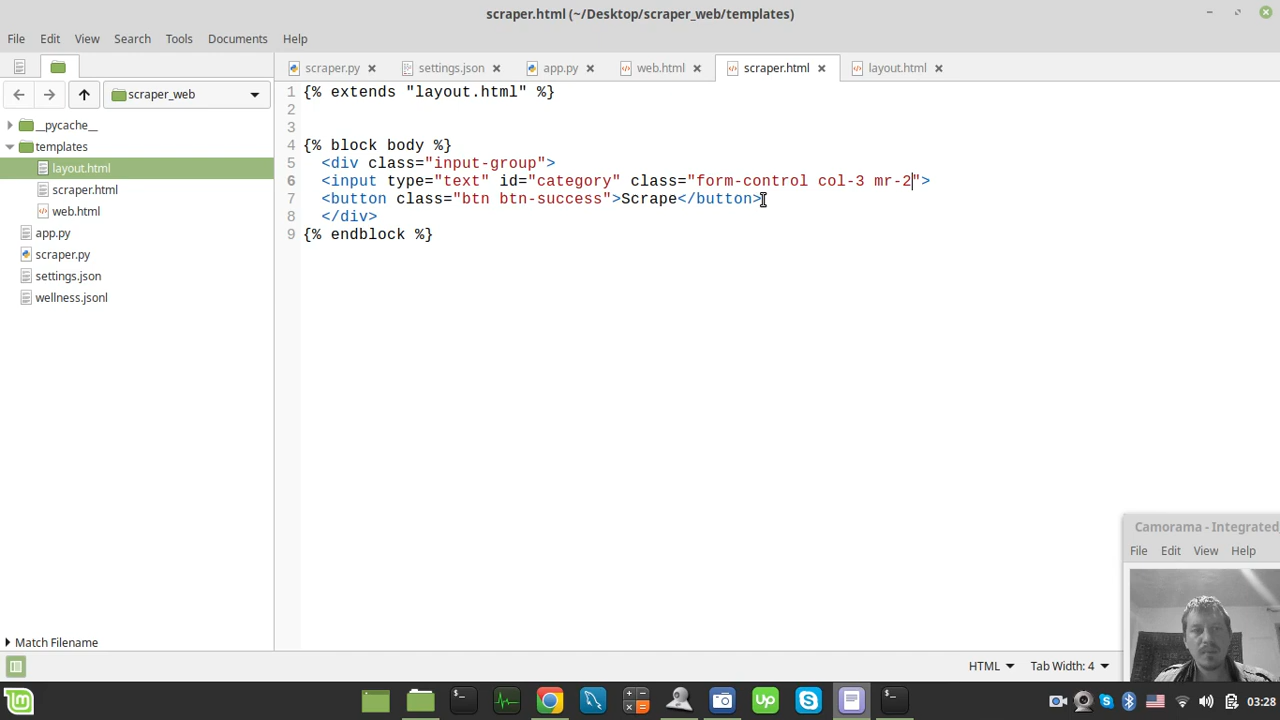 scraper.html (~/Desktop/scraper_web/templates)
File Edit View Search Tools Documents Help
scraper.py settings.json app.py web.html scraper.html layout.html
scraper_web
__pycache__
templates
layout.html
scraper.html
web.html
app.py
scraper.py
settings.json
wellness.jsonl
1 {% extends "layout.html" %}
2
3
4 {% block body %}
5 <div class="input-group">
6 <input type="text" id="category" class="form-control col-3 mr-2">
7 <button class="btn btn-success">Scrape</button>
8 </div>
9 {% endblock %}
Camorama - Integrated
File Edit View Help
Match Filename
HTML Tab Width: 4
Up
03:28